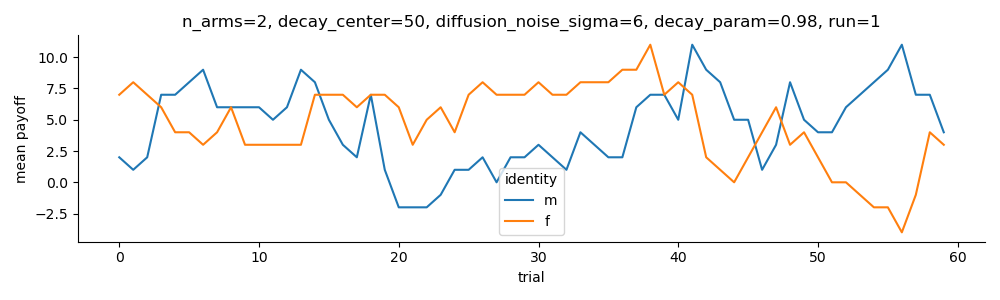 n_arms=2, decay_center=50, diffusion_noise_sigma=6, decay_param=0.98, run=1
mean payoff
10.0
7.5
5.0
2.5
0.0
−2.5
identity
m
f
0 10 20 30 40 50 60
trial